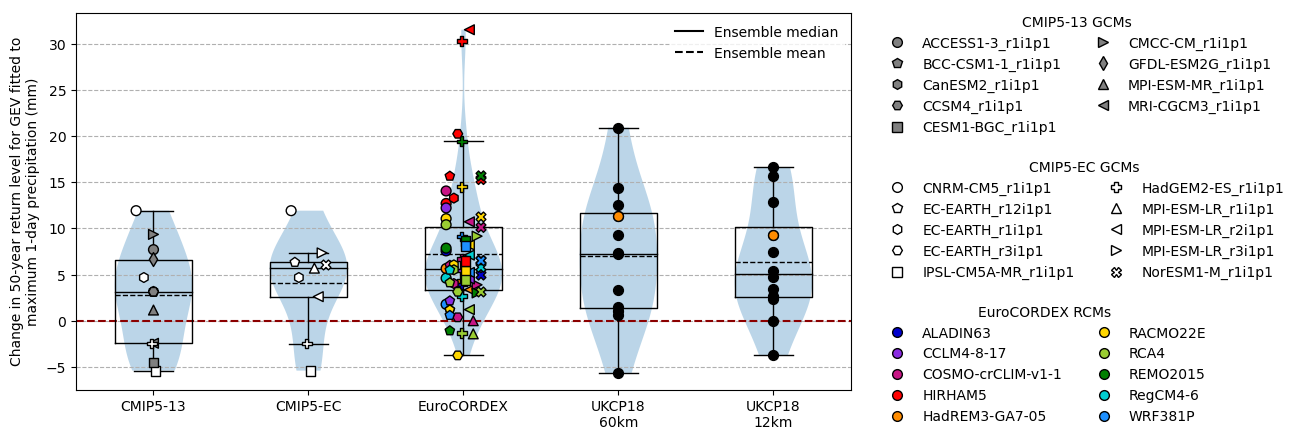 Change in 50-year return level for GEV fitted to
maximum 1-day precipitation (mm)
30
25
20
15
10
5
0
−5
CMIP5-13
CMIP5-EC
EuroCORDEX
UKCP18
60km
UKCP18
12km
Ensemble median
Ensemble mean
CMIP5-13 GCMs
ACCESS1-3_r1i1p1
BCC-CSM1-1_r1i1p1
CanESM2_r1i1p1
CCSM4_r1i1p1
CESM1-BGC_r1i1p1
CMCC-CM_r1i1p1
GFDL-ESM2G_r1i1p1
MPI-ESM-MR_r1i1p1
MRI-CGCM3_r1i1p1
CMIP5-EC GCMs
CNRM-CM5_r1i1p1
EC-EARTH_r12i1p1
EC-EARTH_r1i1p1
EC-EARTH_r3i1p1
IPSL-CM5A-MR_r1i1p1
HadGEM2-ES_r1i1p1
MPI-ESM-LR_r1i1p1
MPI-ESM-LR_r2i1p1
MPI-ESM-LR_r3i1p1
NorESM1-M_r1i1p1
EuroCORDEX RCMs
ALADIN63
CCLM4-8-17
COSMO-crCLIM-v1-1
HIRHAM5
HadREM3-GA7-05
RACMO22E
RCA4
REMO2015
RegCM4-6
WRF381P